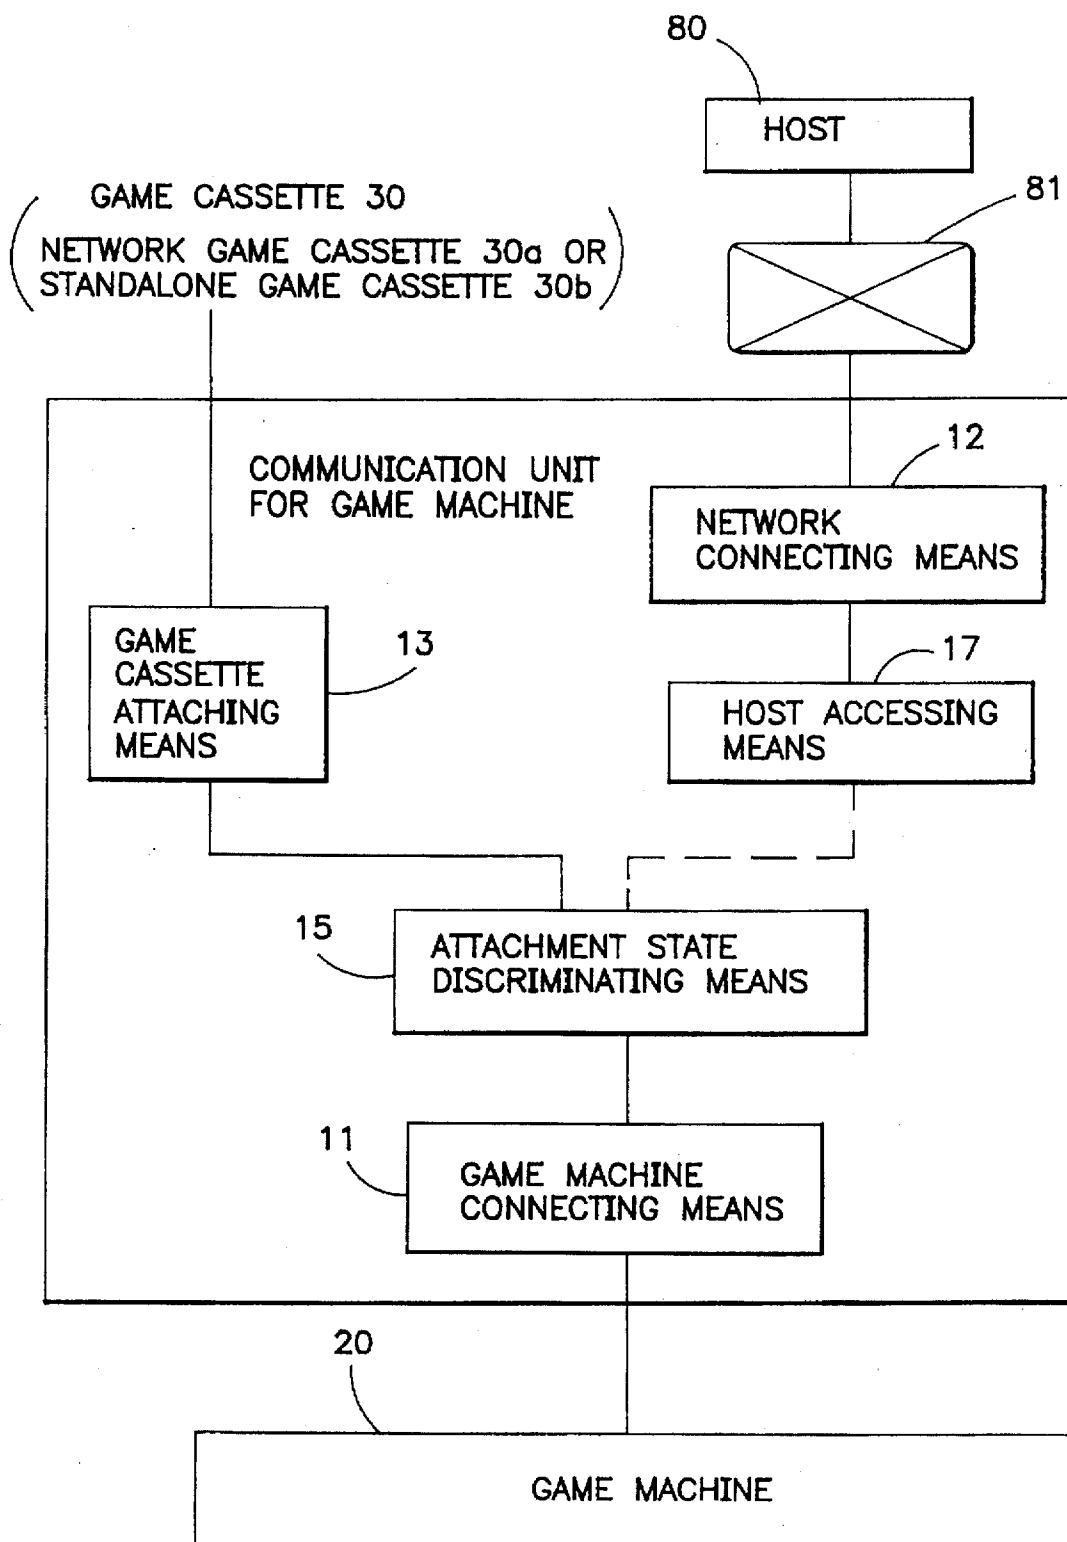 80
HOST
81
GAME CASSETTE 30
NETWORK GAME CASSETTE 30a OR
STANDALONE GAME CASSETTE 30b
COMMUNICATION UNIT
FOR GAME MACHINE
12
NETWORK
CONNECTING MEANS
GAME
CASSETTE
ATTACHING
MEANS
13
17
HOST ACCESSING
MEANS
15
ATTACHMENT STATE
DISCRIMINATING MEANS
11
GAME MACHINE
CONNECTING MEANS
20
GAME MACHINE